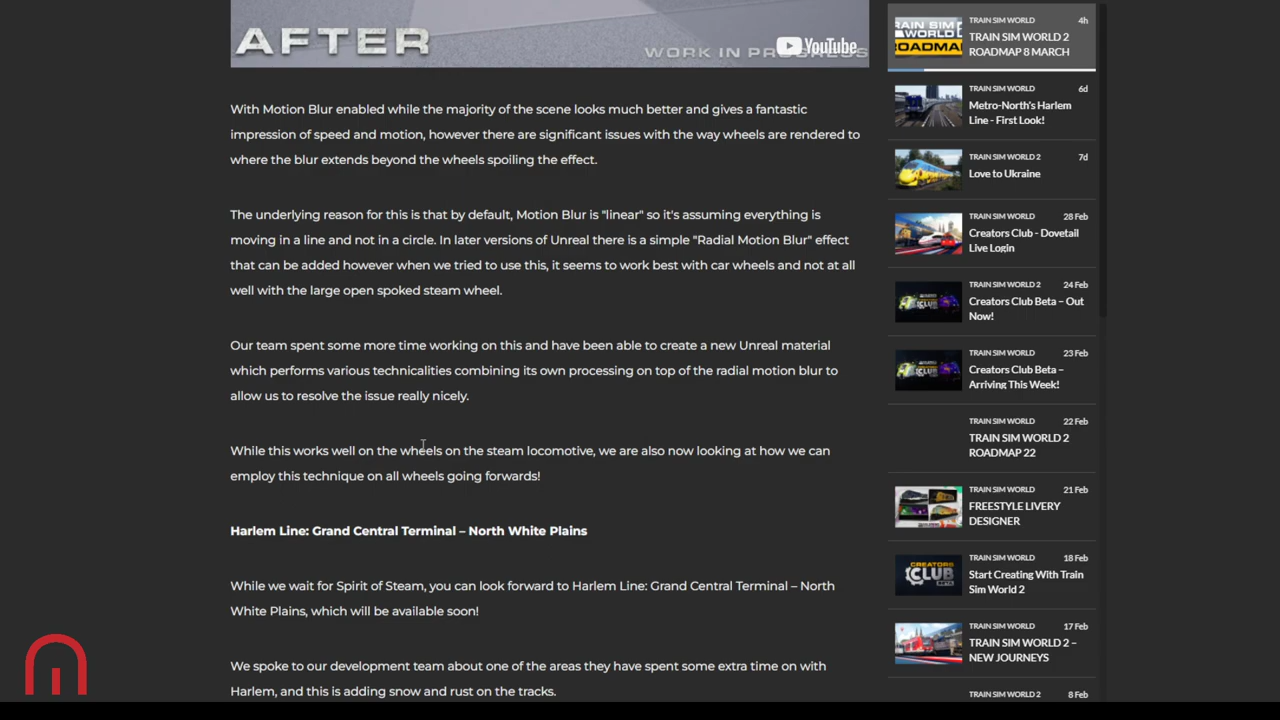 AFTER
WORK IN PROGRESS
YouTube
With Motion Blur enabled while the majority of the scene looks much better and gives a fantastic
impression of speed and motion, however there are significant issues with the way wheels are rendered to
where the blur extends beyond the wheels spoiling the effect.
The underlying reason for this is that by default, Motion Blur is "linear" so it's assuming everything is
moving in a line and not in a circle. In later versions of Unreal there is a simple "Radial Motion Blur" effect
that can be added however when we tried to use this, it seems to work best with car wheels and not at all
well with the large open spoked steam wheel.
Our team spent some more time working on this and have been able to create a new Unreal material
which performs various technicalities combining its own processing on top of the radial motion blur to
allow us to resolve the issue really nicely.
While this works well on the wheels on the steam locomotive, we are also now looking at how we can
employ this technique on all wheels going forwards!
Harlem Line: Grand Central Terminal – North White Plains
While we wait for Spirit of Steam, you can look forward to Harlem Line: Grand Central Terminal – North
White Plains, which will be available soon!
We spoke to our development team about one of the areas they have spent some extra time on with
Harlem, and this is adding snow and rust on the tracks.
TRAIN SIM WORLD 4h
TRAIN SIM WORLD 2
ROADMAP 8 MARCH
TRAIN SIM WORLD 6d
Metro-North's Harlem
Line - First Look!
TRAIN SIM WORLD 2 7d
Love to Ukraine
TRAIN SIM WORLD 28 Feb
Creators Club - Dovetail
Live Login
TRAIN SIM WORLD 2 24 Feb
Creators Club Beta – Out
Now!
TRAIN SIM WORLD 23 Feb
Creators Club Beta –
Arriving This Week!
22 Feb
TRAIN SIM WORLD 2
ROADMAP 22
TRAIN SIM WORLD 21 Feb
FREESTYLE LIVERY
DESIGNER
TRAIN SIM WORLD 18 Feb
Start Creating With Train
Sim World 2
TRAIN SIM WORLD 17 Feb
TRAIN SIM WORLD 2 –
NEW JOURNEYS
TRAIN SIM WORLD 2 8 Feb